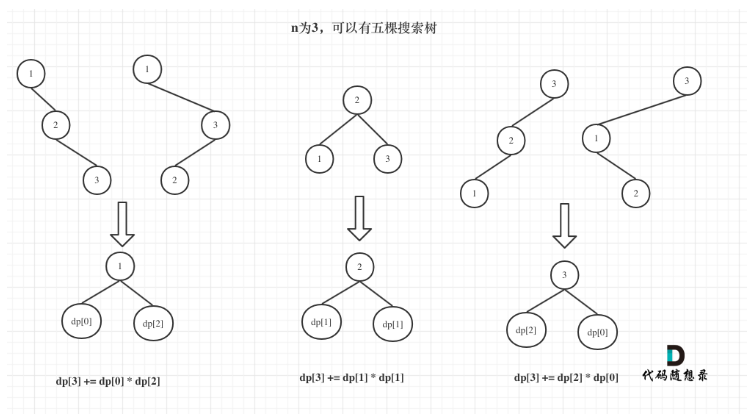 n为3，可以有五棵搜索树
1
2
3
1
3
2
2
1
3
3
2
1
3
1
2
1
dp[0]
dp[2]
dp[3] += dp[0] * dp[2]
2
dp[1]
dp[1]
dp[3] += dp[1] * dp[1]
3
dp[2]
dp[0]
dp[3] += dp[2] * dp[0]
代码随想录